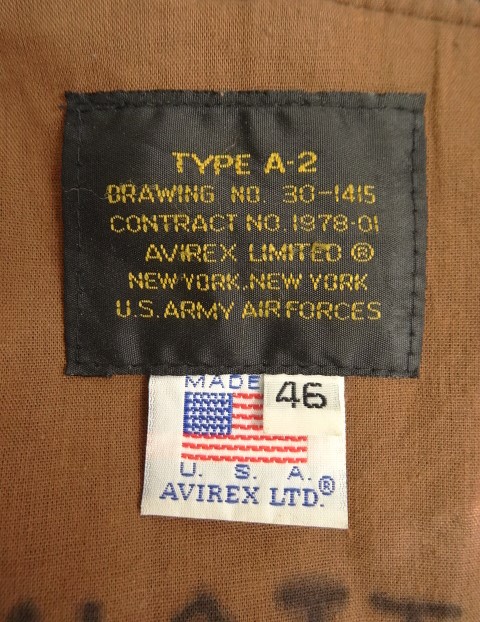 TYPE A-2
DRAWING NO. 30-1415
CONTRACT NO. 1978-01
AVIREX LIMITED ®
NEW YORK, NEW YORK
U.S. ARMY AIR FORCES
MADE
46
U. S. A.
AVIREX LTD.®